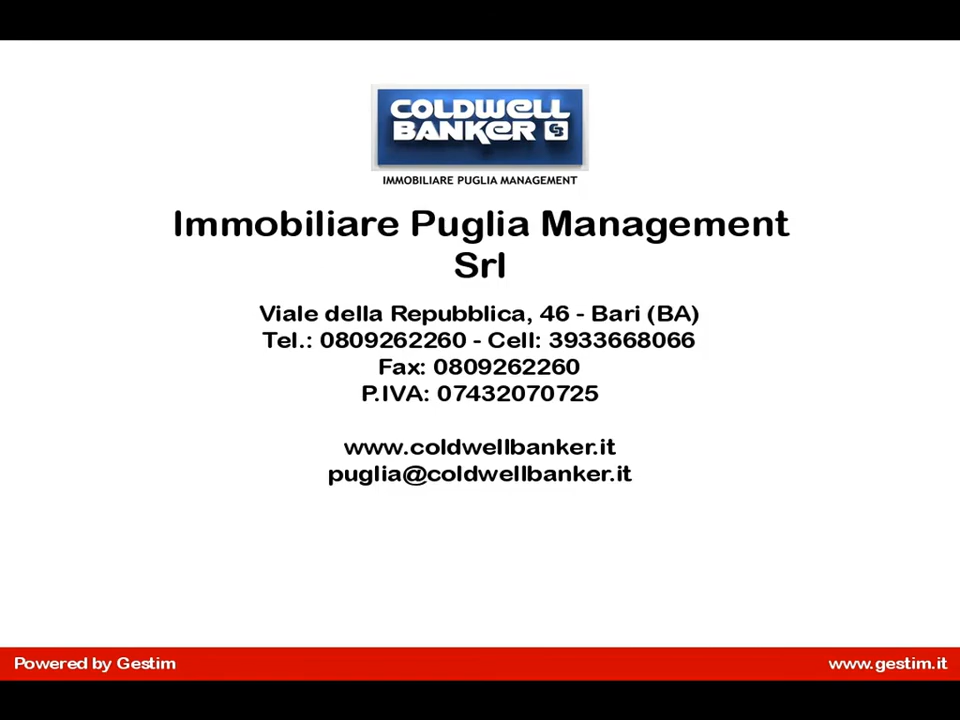 COLDWELL
BANKER CB
IMMOBILIARE PUGLIA MANAGEMENT
Immobiliare Puglia Management
Srl
Viale della Repubblica, 46 - Bari (BA)
Tel.: 0809262260 - Cell: 3933668066
Fax: 0809262260
P.IVA: 07432070725
www.coldwellbanker.it
puglia@coldwellbanker.it
Powered by Gestim
www.gestim.it